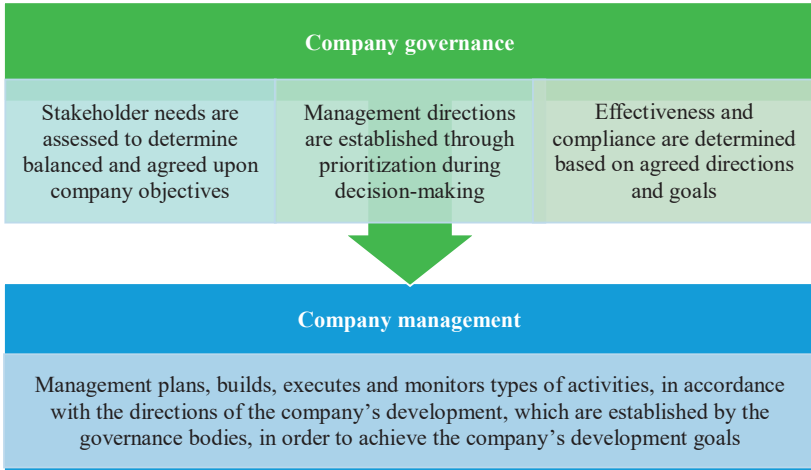 Company governance
Stakeholder needs are
assessed to determine
balanced and agreed upon
company objectives
Management directions
are established through
prioritization during
decision-making
Effectiveness and
compliance are determined
based on agreed directions
and goals
Company management
Management plans, builds, executes and monitors types of activities, in accordance
with the directions of the company’s development, which are established by the
governance bodies, in order to achieve the company’s development goals